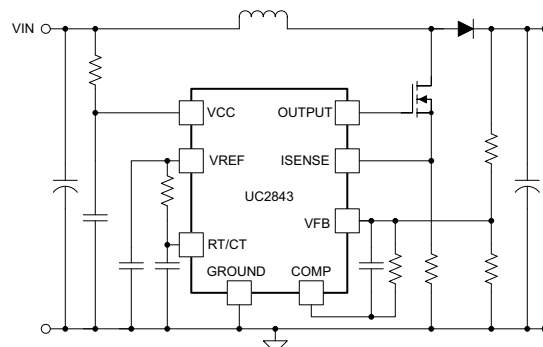 VIN
VCC
OUTPUT
VREF
ISENSE
UC2843
VFB
RT/CT
GROUND
COMP